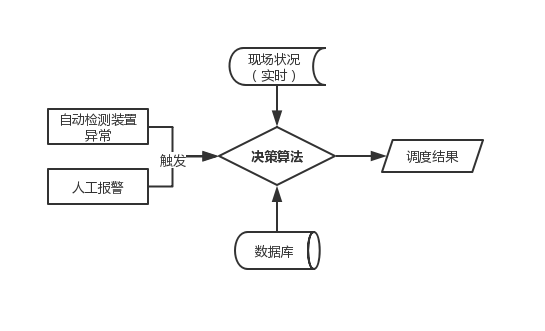 现场状况
（实时）
自动检测装置
异常
触发
人工报警
决策算法
调度结果
数据库